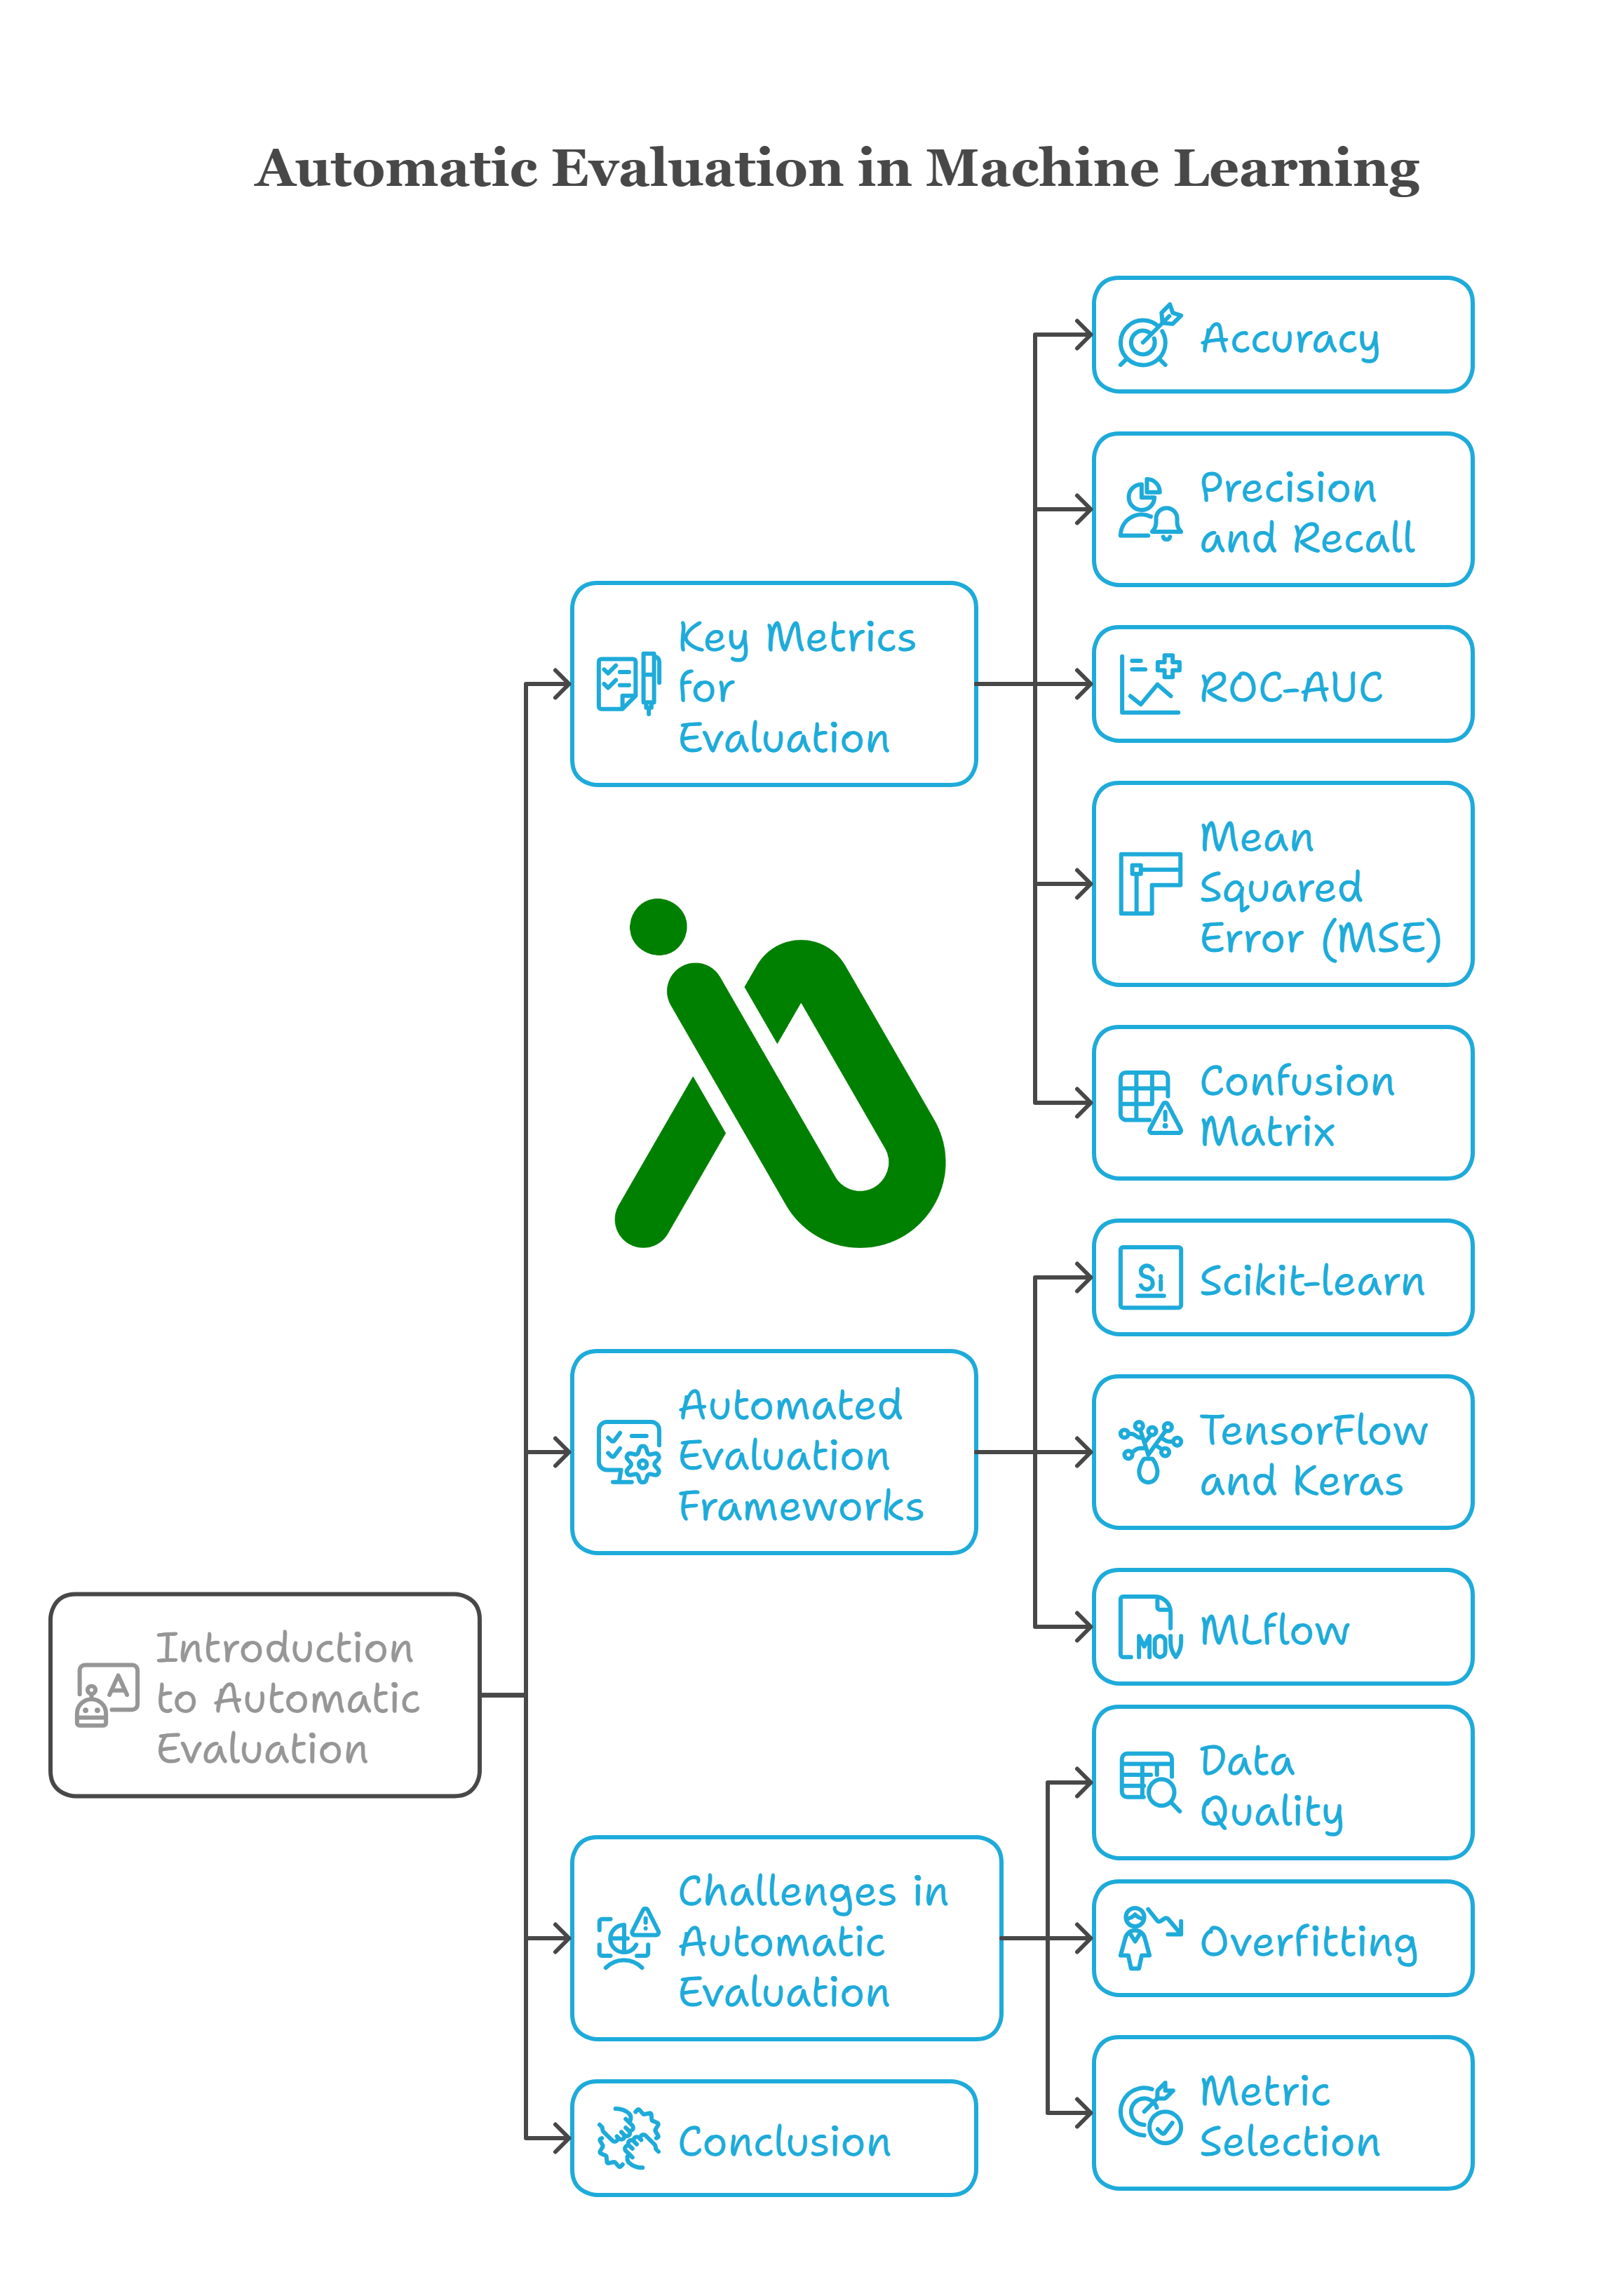 Automatic Evaluation in Machine Learning
Introduction
to Automatic
Evaluation
A
Key Metrics
for
Evaluation
Accuracy
Precision
and Recall
ROC-AUC
Mean
Squared
Error (MSE)
Confusion
Matrix
Automated
Evaluation
Frameworks
Si
Scikit-learn
TensorFlow
and Keras
MOV
MLflow
Challenges in
Automatic
Evaluation
Data
Quality
Overfitting
Metric
Selection
Conclusion